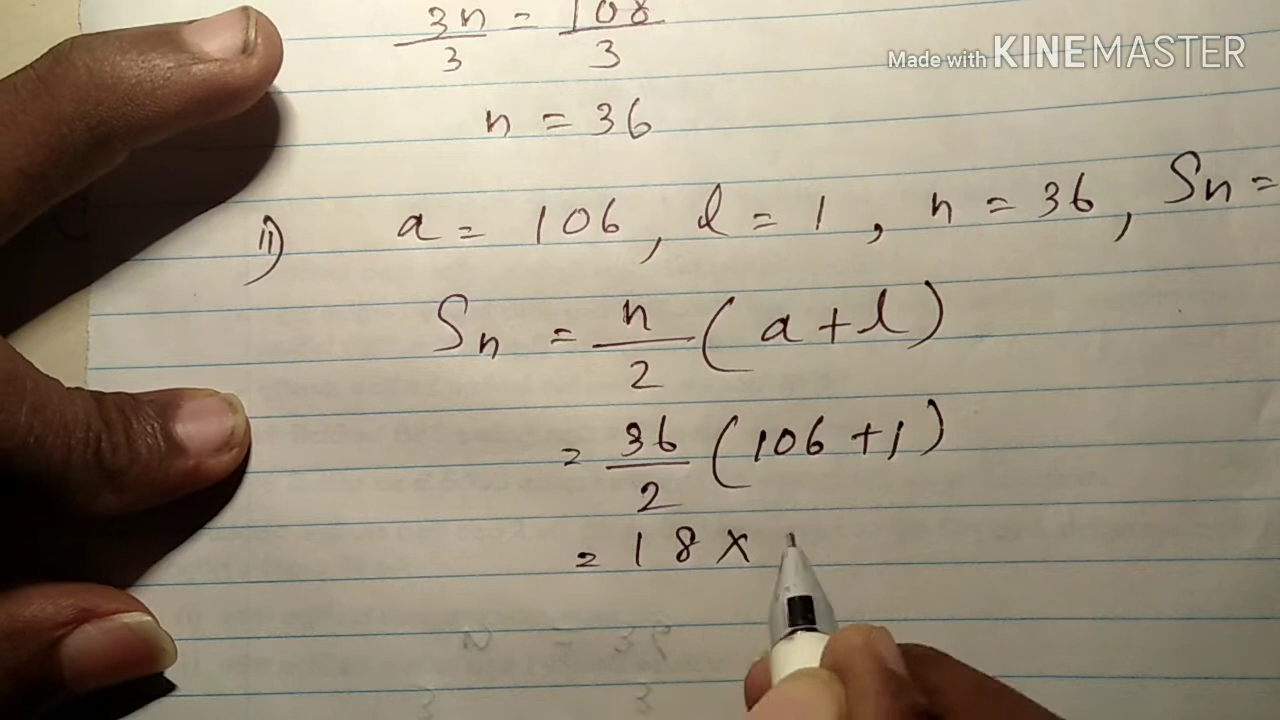 3n/3 = 108/3
Made with KINEMASTER
n = 36
ii) a = 106, l = 1, n = 36, Sn =
Sn = n/2 (a + l)
= 36/2 (106 + 1)
= 18 x